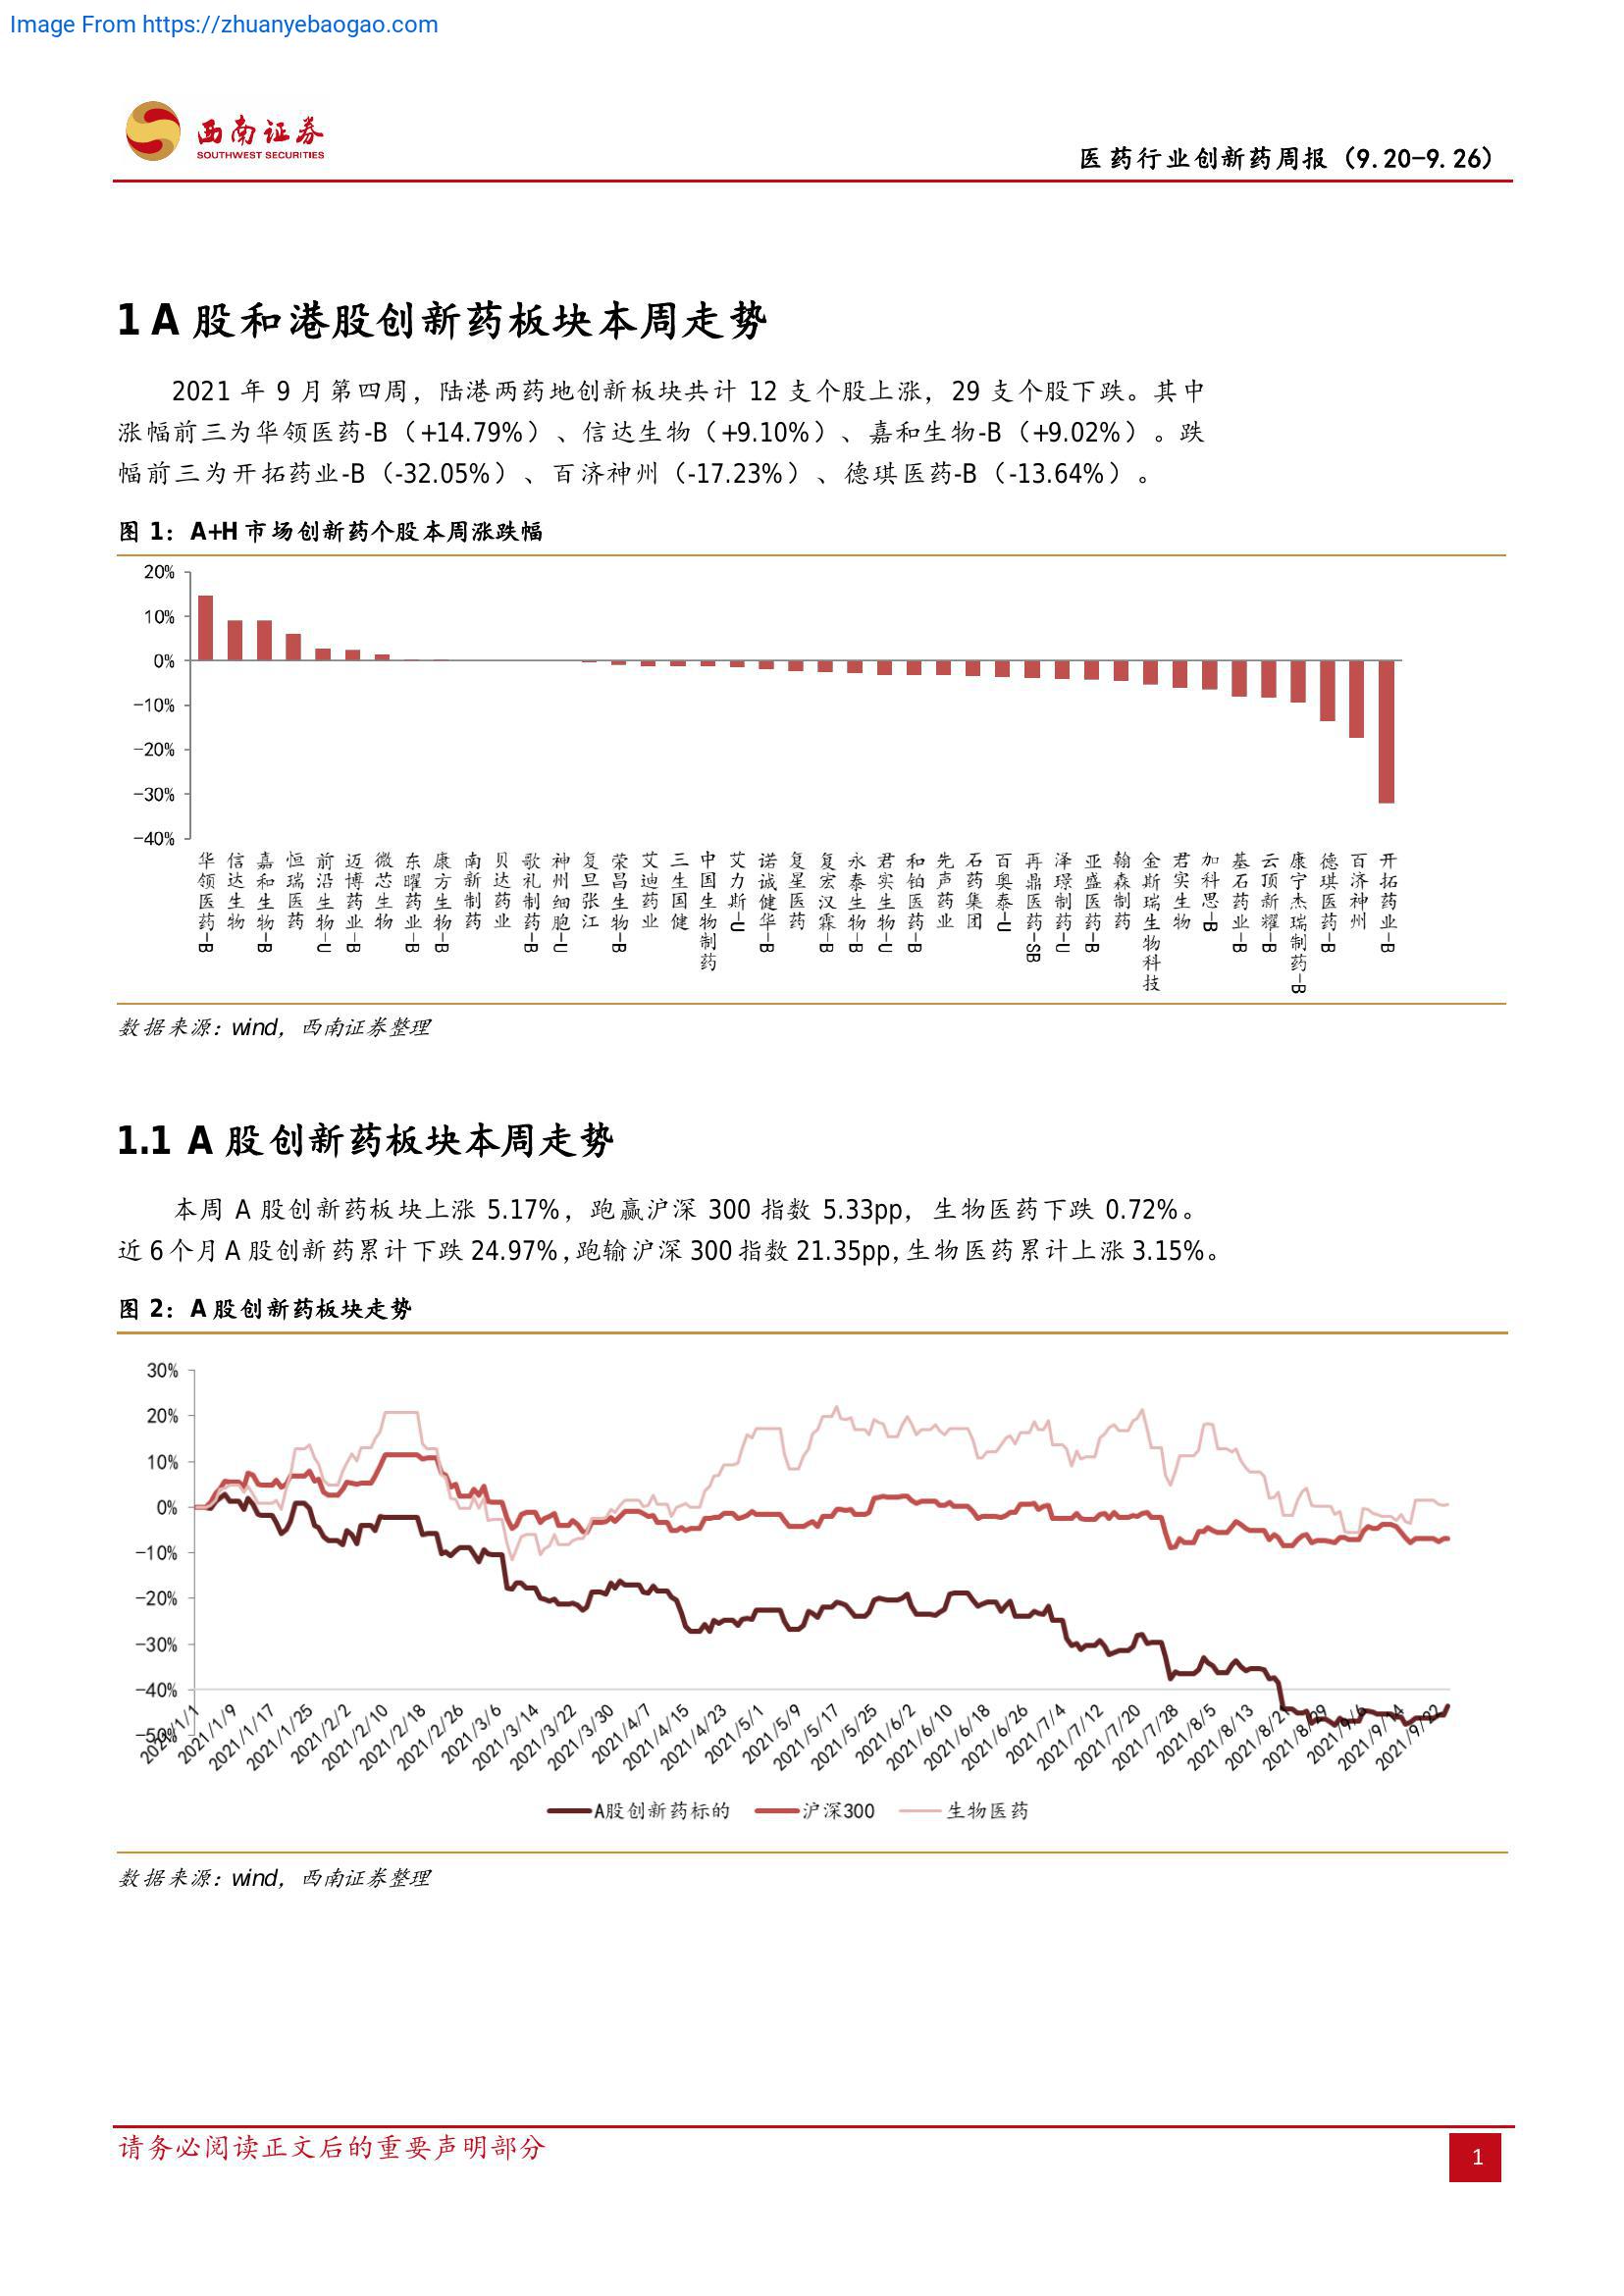 Image From https://zhuanyebaogao.com
西南证券
SOUTHWEST SECURITIES
医药行业创新药周报（9.20-9.26）
1 A 股和港股创新药板块本周走势
2021 年 9 月第四周，陆港两药地创新板块共计 12 支个股上涨，29 支个股下跌。其中
涨幅前三为华领医药-B（+14.79%）、信达生物（+9.10%）、嘉和生物-B（+9.02%）。跌
幅前三为开拓药业-B（-32.05%）、百济神州（-17.23%）、德琪医药-B（-13.64%）。
图 1：A+H 市场创新药个股本周涨跌幅
20%
10%
0%
-10%
-20%
-30%
-40%
华领医药-B
信达生物
嘉和生物-B
恒瑞医药
前沿生物-U
迈博药业-B
微芯生物
东曜药业-B
康方生物-B
南新制药
贝达药业
歌礼制药-B
神州细胞-U
复旦张江
荣昌生物-B
艾迪药业
三生国健
中国生物制药
艾力斯-U
诺诚健华-B
复星医药
复宏汉霖-B
永泰生物-B
君实生物-U
和铂医药-B
先声药业
石药集团
百奥泰-U
再鼎医药-SB
泽璟制药-U
亚盛医药-B
翰森制药
金斯瑞生物科技
君实生物
加科思-B
基石药业-B
云顶新耀-B
康宁杰瑞制药-B
德琪医药-B
百济神州
开拓药业-B
数据来源：wind，西南证券整理
1.1 A 股创新药板块本周走势
本周 A 股创新药板块上涨 5.17%，跑赢沪深 300 指数 5.33pp，生物医药下跌 0.72%。
近 6 个月 A 股创新药累计下跌 24.97%，跑输沪深 300 指数 21.35pp，生物医药累计上涨 3.15%。
图 2：A 股创新药板块走势
30%
20%
10%
0%
-10%
-20%
-30%
-40%
-50%
2021/1/1
2021/1/9
2021/1/17
2021/1/25
2021/2/2
2021/2/10
2021/2/18
2021/2/26
2021/3/6
2021/3/14
2021/3/22
2021/3/30
2021/4/7
2021/4/15
2021/4/23
2021/5/1
2021/5/9
2021/5/17
2021/5/25
2021/6/2
2021/6/10
2021/6/18
2021/6/26
2021/7/4
2021/7/12
2021/7/20
2021/7/28
2021/8/5
2021/8/13
2021/8/21
2021/8/29
2021/9/6
2021/9/14
2021/9/22
A股创新药标的
沪深300
生物医药
数据来源：wind，西南证券整理
请务必阅读正文后的重要声明部分
1